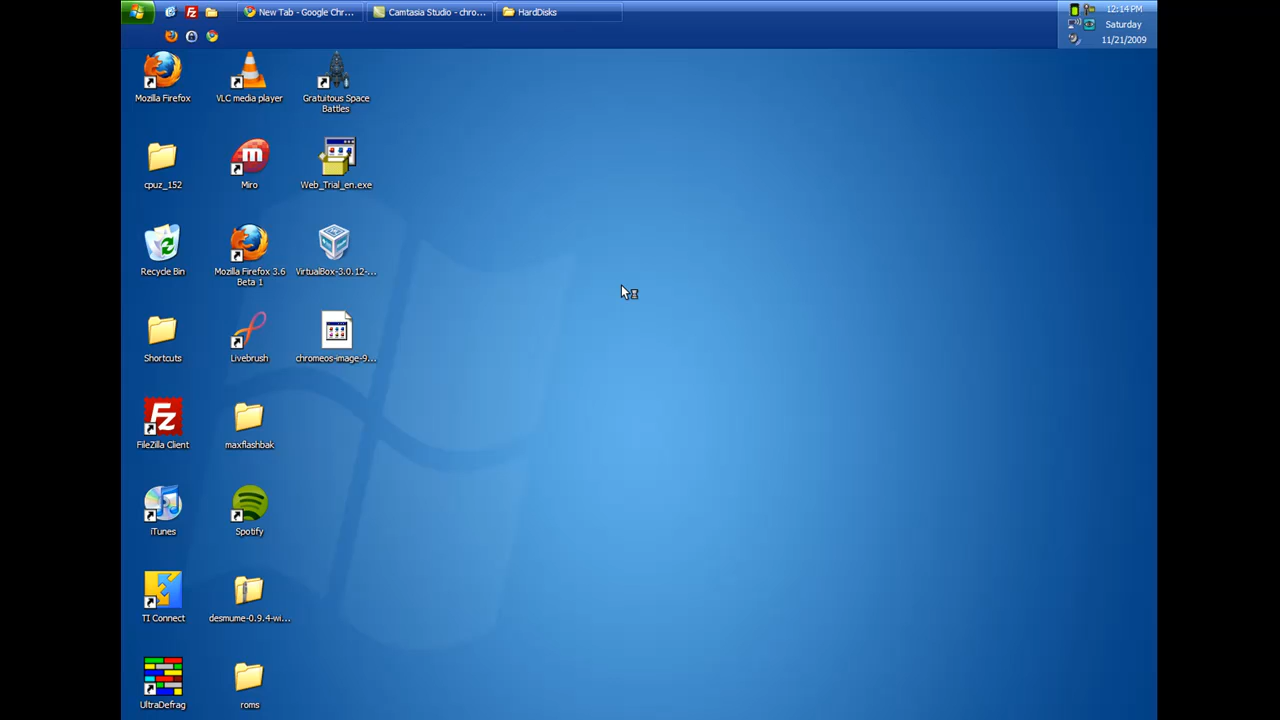 New Tab - Google Chr...
Camtasia Studio - chro...
HardDisks
12:14 PM
Saturday
11/21/2009
Mozilla Firefox
VLC media player
Gratuitous Space
Battles
cpuz_152
Miro
Web_Trial_en.exe
Recycle Bin
Mozilla Firefox 3.6
Beta 1
VirtualBox-3.0.12-...
Shortcuts
Livebrush
chromeos-image-9...
FileZilla Client
maxflashbak
iTunes
Spotify
TI Connect
desmume-0.9.4-wi...
UltraDefrag
roms